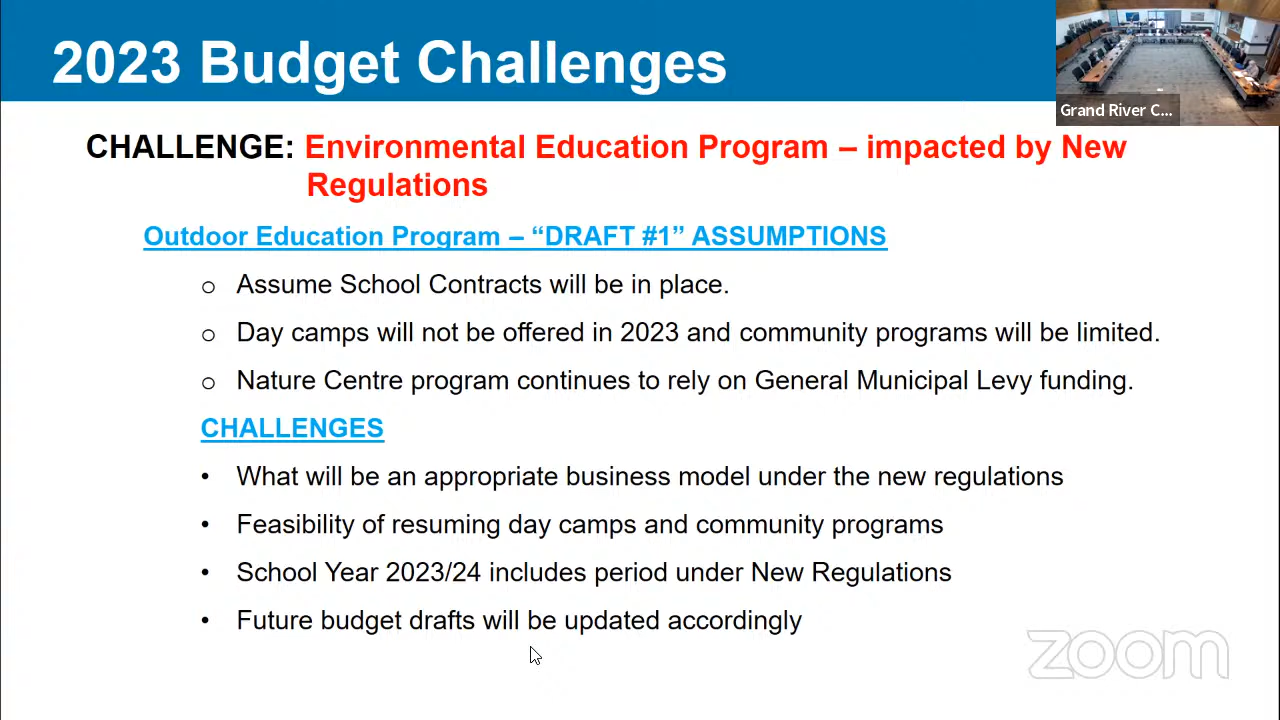 2023 Budget Challenges
Grand River C...
CHALLENGE: Environmental Education Program – impacted by New
Regulations
Outdoor Education Program – “DRAFT #1” ASSUMPTIONS
o Assume School Contracts will be in place.
o Day camps will not be offered in 2023 and community programs will be limited.
o Nature Centre program continues to rely on General Municipal Levy funding.
CHALLENGES
• What will be an appropriate business model under the new regulations
• Feasibility of resuming day camps and community programs
• School Year 2023/24 includes period under New Regulations
• Future budget drafts will be updated accordingly
zoom